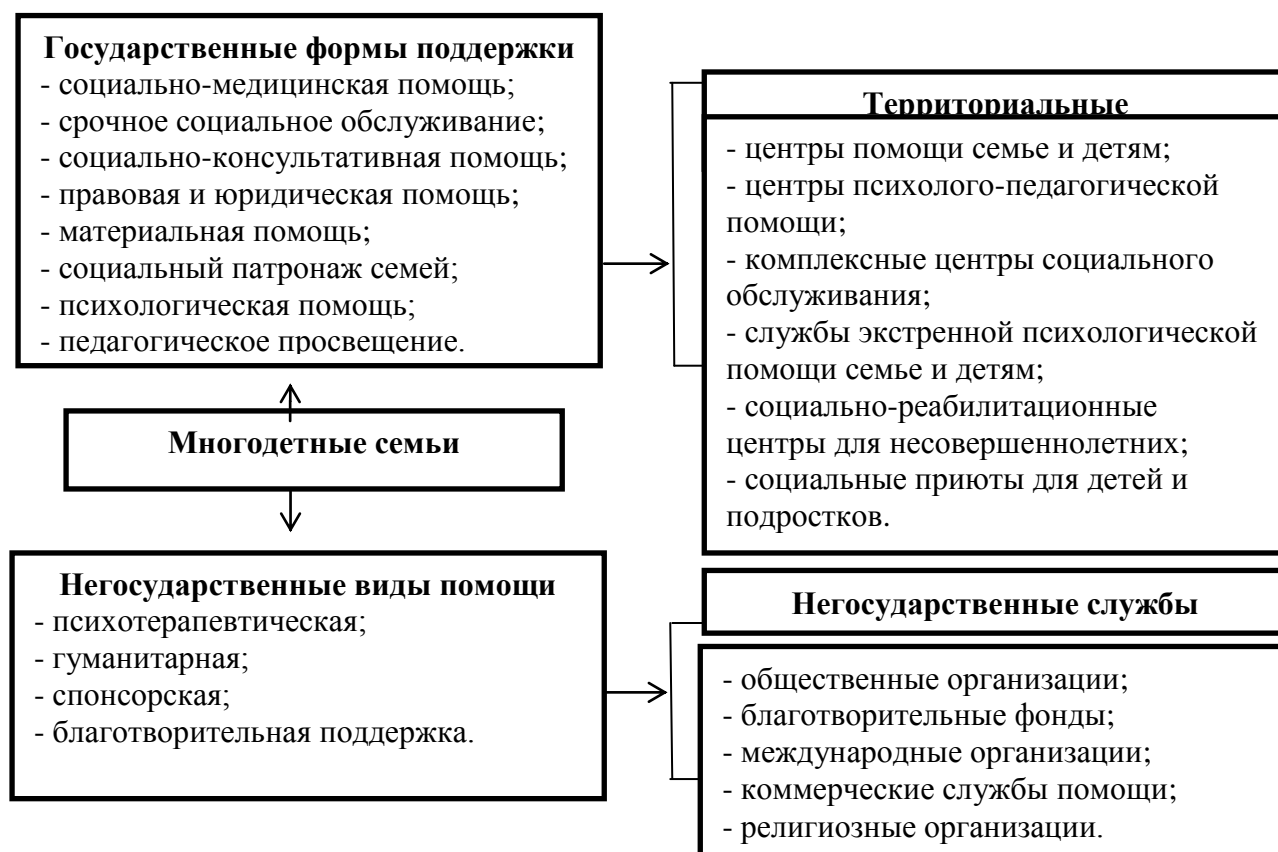 Государственные формы поддержки
- социально-медицинская помощь;
- срочное социальное обслуживание;
- социально-консультативная помощь;
- правовая и юридическая помощь;
- материальная помощь;
- социальный патронаж семей;
- психологическая помощь;
- педагогическое просвещение.
Территориальные
- центры помощи семье и детям;
- центры психолого-педагогической
помощи;
- комплексные центры социального
обслуживания;
- службы экстренной психологической
помощи семье и детям;
- социально-реабилитационные
центры для несовершеннолетних;
- социальные приюты для детей и
подростков.
Многодетные семьи
Негосударственные виды помощи
- психотерапевтическая;
- гуманитарная;
- спонсорская;
- благотворительная поддержка.
Негосударственные службы
- общественные организации;
- благотворительные фонды;
- международные организации;
- коммерческие службы помощи;
- религиозные организации.